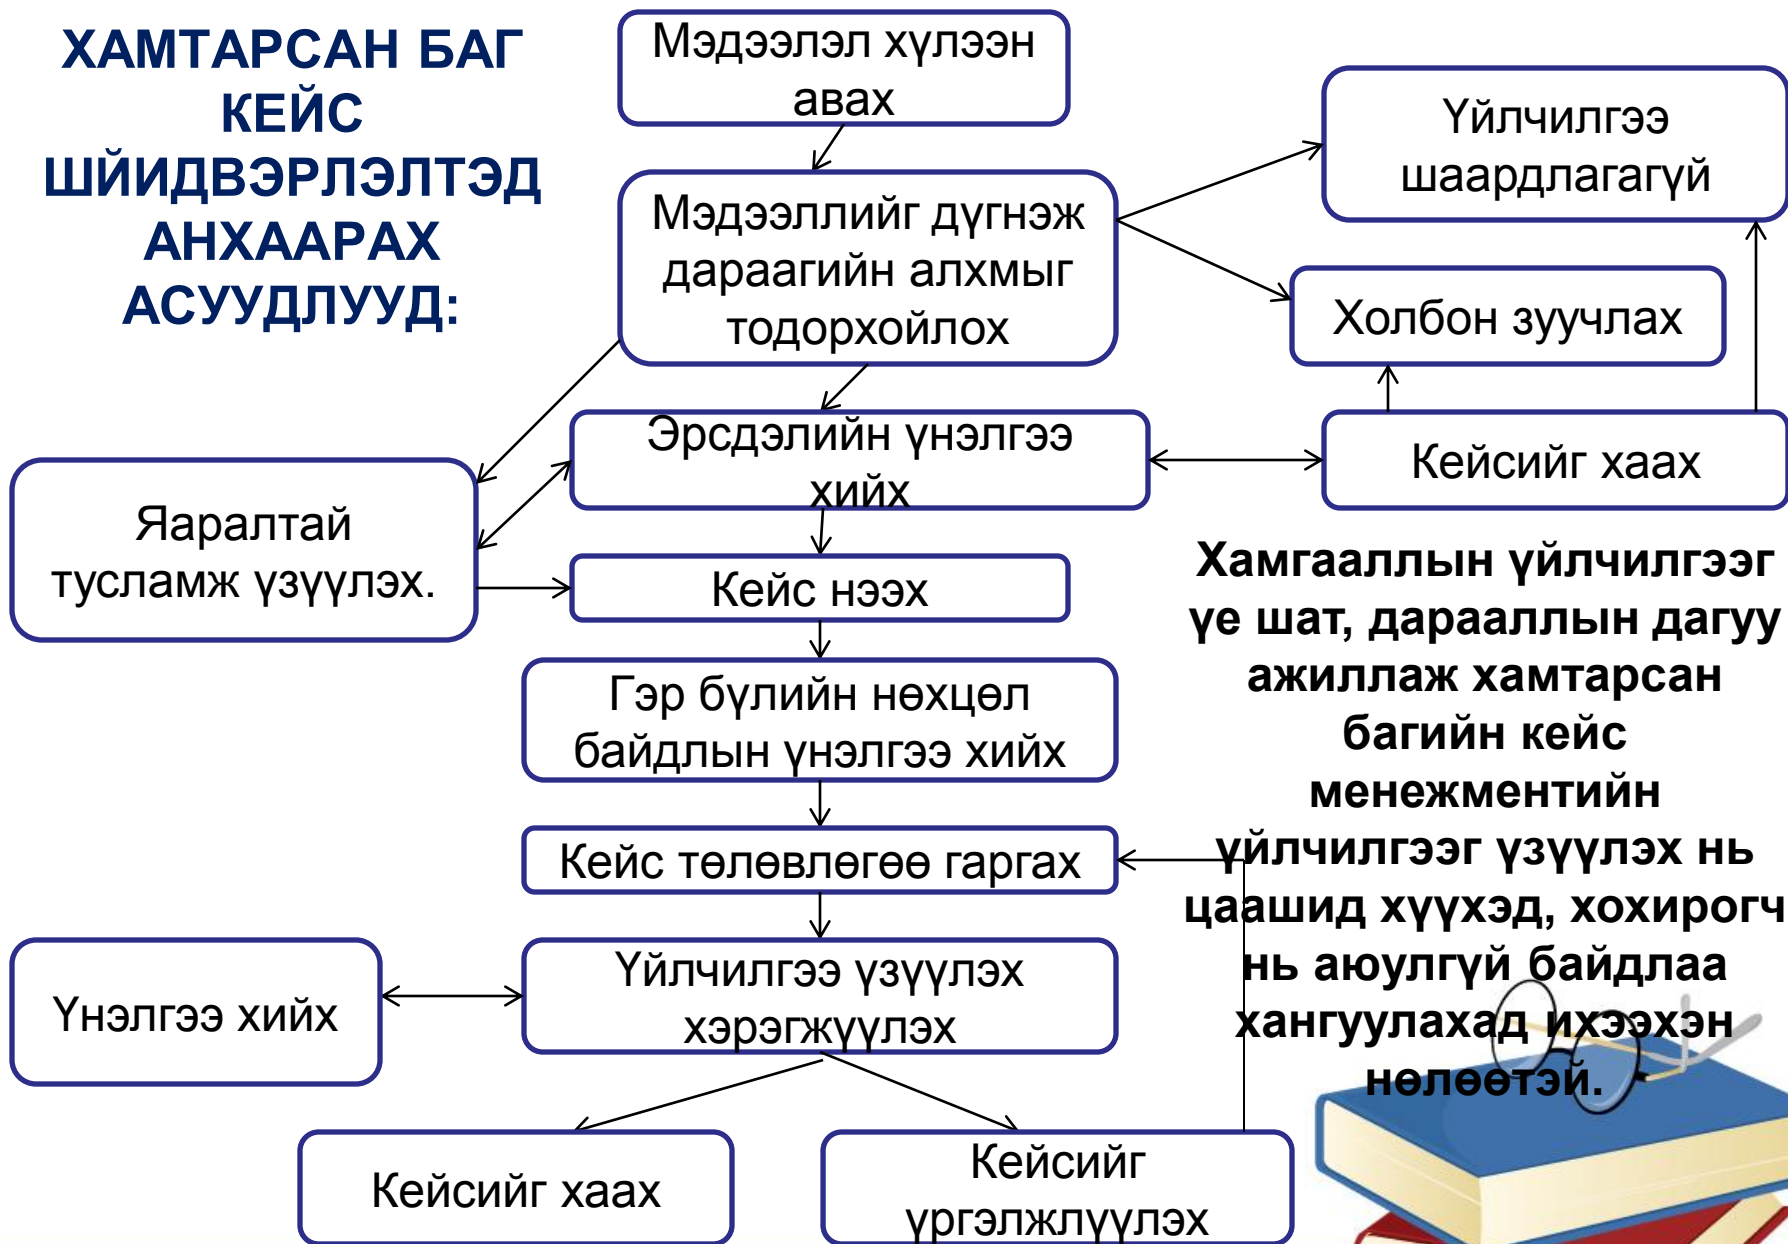 ХАМТАРСАН БАГ
КЕЙС
ШЙИДВЭРЛЭЛТЭД
АНХААРАХ
АСУУДЛУУД:
Мэдээлэл хүлээн
авах
Үйлчилгээ
шаардлагагүй
Мэдээллийг дүгнэж
дараагийн алхмыг
тодорхойлох
Холбон зуучлах
Эрсдэлийн үнэлгээ
хийх
Кейсийг хаах
Яаралтай
тусламж үзүүлэх.
Кейс нээх
Гэр бүлийн нөхцөл
байдлын үнэлгээ хийх
Кейс төлөвлөгөө гаргах
Үнэлгээ хийх
Үйлчилгээ үзүүлэх
хэрэгжүүлэх
Кейсийг хаах
Кейсийг
үргэлжлүүлэх
Хамгааллын үйлчилгээг
үе шат, дарааллын дагуу
ажиллаж хамтарсан
багийн кейс
менежментийн
үйлчилгээг үзүүлэх нь
цаашид хүүхэд, хохирогч
нь аюулгүй байдлаа
хангуулахад ихээхэн
нөлөөтэй.